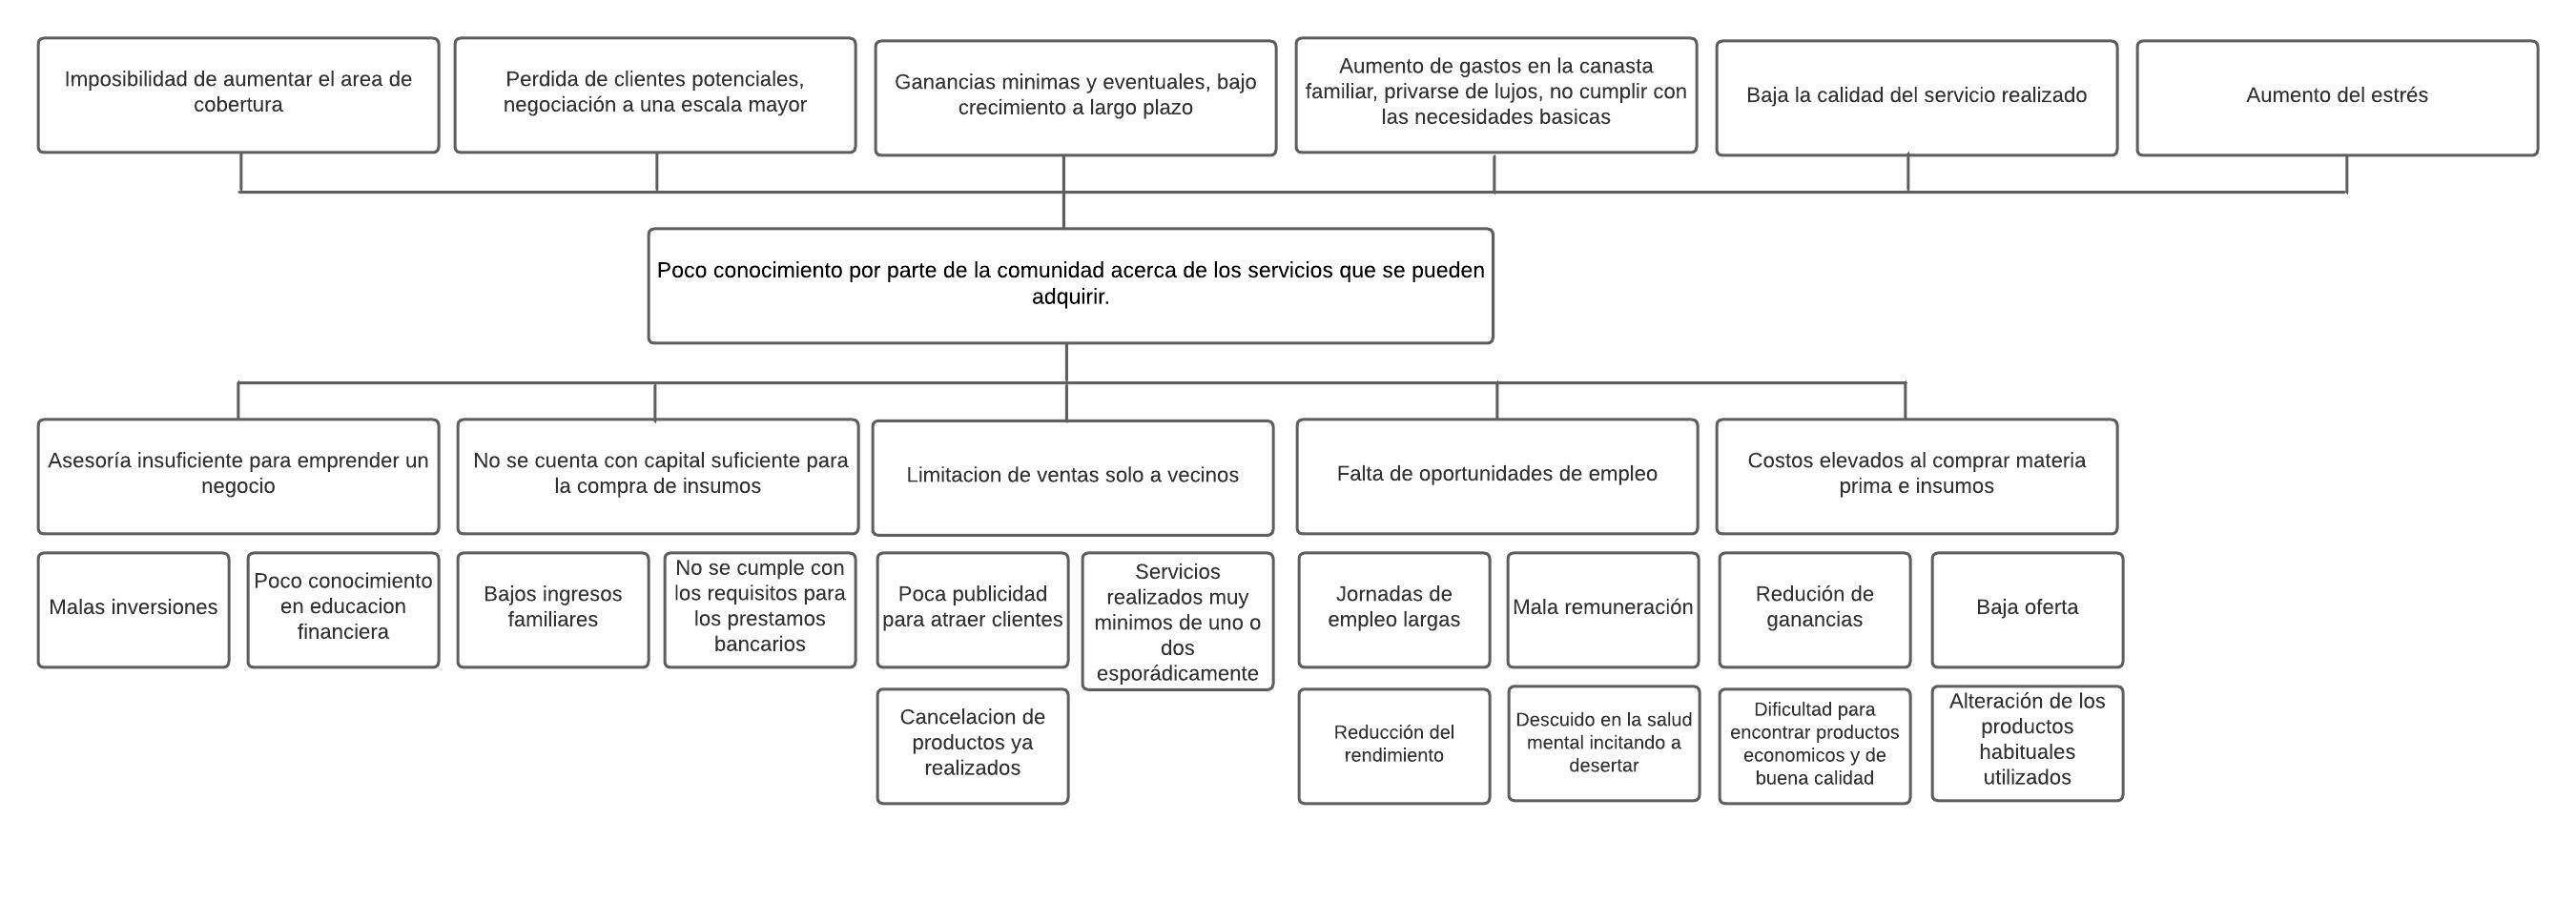 Imposibilidad de aumentar el area de
cobertura
Perdida de clientes potenciales,
negociación a una escala mayor
Ganancias minimas y eventuales, bajo
crecimiento a largo plazo
Aumento de gastos en la canasta
familiar, privarse de lujos, no cumplir con
las necesidades basicas
Baja la calidad del servicio realizado
Aumento del estrés
Poco conocimiento por parte de la comunidad acerca de los servicios que se pueden
adquirir.
Asesoría insuficiente para emprender un
negocio
No se cuenta con capital suficiente para
la compra de insumos
Limitacion de ventas solo a vecinos
Falta de oportunidades de empleo
Costos elevados al comprar materia
prima e insumos
Malas inversiones
Poco conocimiento
en educacion
financiera
Bajos ingresos
familiares
No se cumple con
los requisitos para
los prestamos
bancarios
Poca publicidad
para atraer clientes
Servicios
realizados muy
minimos de uno o
dos
esporádicamente
Jornadas de
empleo largas
Mala remuneración
Redución de
ganancias
Baja oferta
Cancelacion de
productos ya
realizados
Reducción del
rendimiento
Descuido en la salud
mental incitando a
desertar
Dificultad para
encontrar productos
economicos y de
buena calidad
Alteración de los
productos
habituales
utilizados